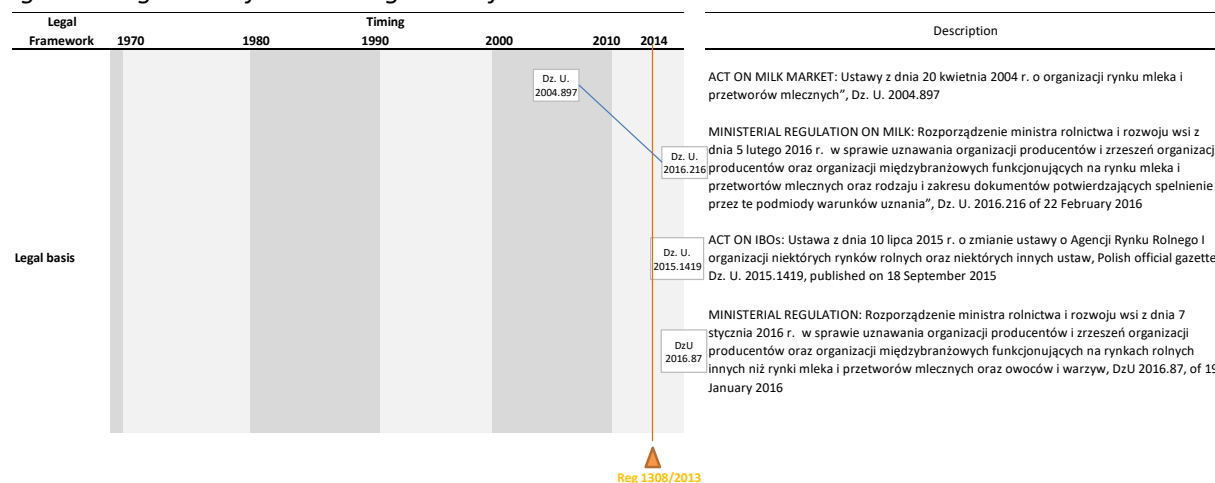 Legal
Framework
Timing
1970 1980 1990 2000 2010 2014
Description
Legal basis
Dz. U.
2004.897
Dz. U.
2016.216
Dz. U.
2015.1419
DzU
2016.87
ACT ON MILK MARKET: Ustawy z dnia 20 kwietnia 2004 r. o organizacji rynku mleka i
przetworów mlecznych”, Dz. U. 2004.897
MINISTERIAL REGULATION ON MILK: Rozporządzenie ministra rolnictwa i rozwoju wsi z
dnia 5 lutego 2016 r. w sprawie uznawania organizacji producentów i zrzeszeń organizacj
producentów oraz organizacji międzybranżowych funkcjonujących na rynku mleka i
przetwortów mlecznych oraz rodzaju i zakresu dokumentów potwierdzających spelnienie
przez te podmioty warunków uznania”, Dz. U. 2016.216 of 22 February 2016
ACT ON IBOs: Ustawa z dnia 10 lipca 2015 r. o zmianie ustawy o Agencji Rynku Rolnego I
organizacji niektórych rynków rolnych oraz niektórych innych ustaw, Polish official gazette
Dz. U. 2015.1419, published on 18 September 2015
MINISTERIAL REGULATION: Rozporządzenie ministra rolnictwa i rozwoju wsi z dnia 7
stycznia 2016 r. w sprawie uznawania organizacji producentów i zrzeszeń organizacji
producentów oraz organizacji międzybranżowych funkcjonujących na rynkach rolnych
innych niż rynki mleka i przetworów mlecznych oraz owoców i warzyw, DzU 2016.87, of 19
January 2016
Reg 1308/2013